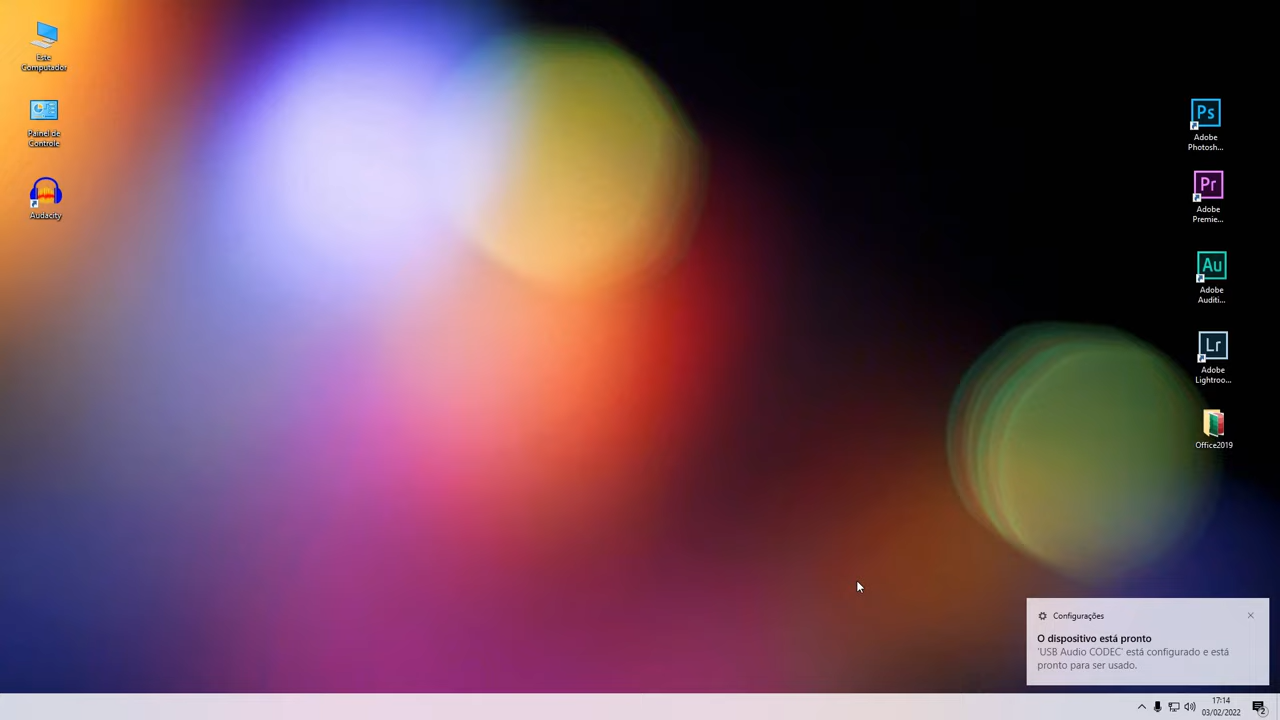 Este
Computador
Painel de
Controle
Audacity
Ps
Adobe
Photosh...
Pr
Adobe
Premie...
Au
Adobe
Auditi...
Lr
Adobe
Lightroo...
Office2019
Configurações
O dispositivo está pronto
'USB Audio CODEC' está configurado e está
pronto para ser usado.
17:14
03/02/2022
2